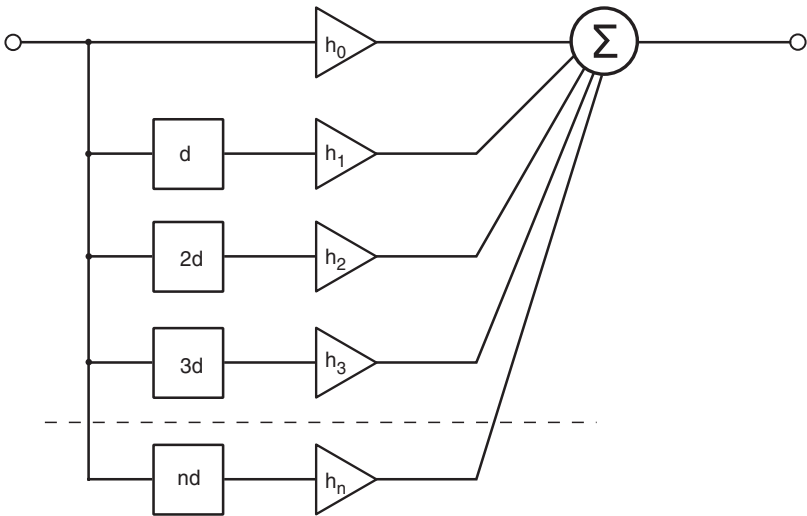 h₀ Σ
d h₁
2d h₂
3d h₃
nd hₙ